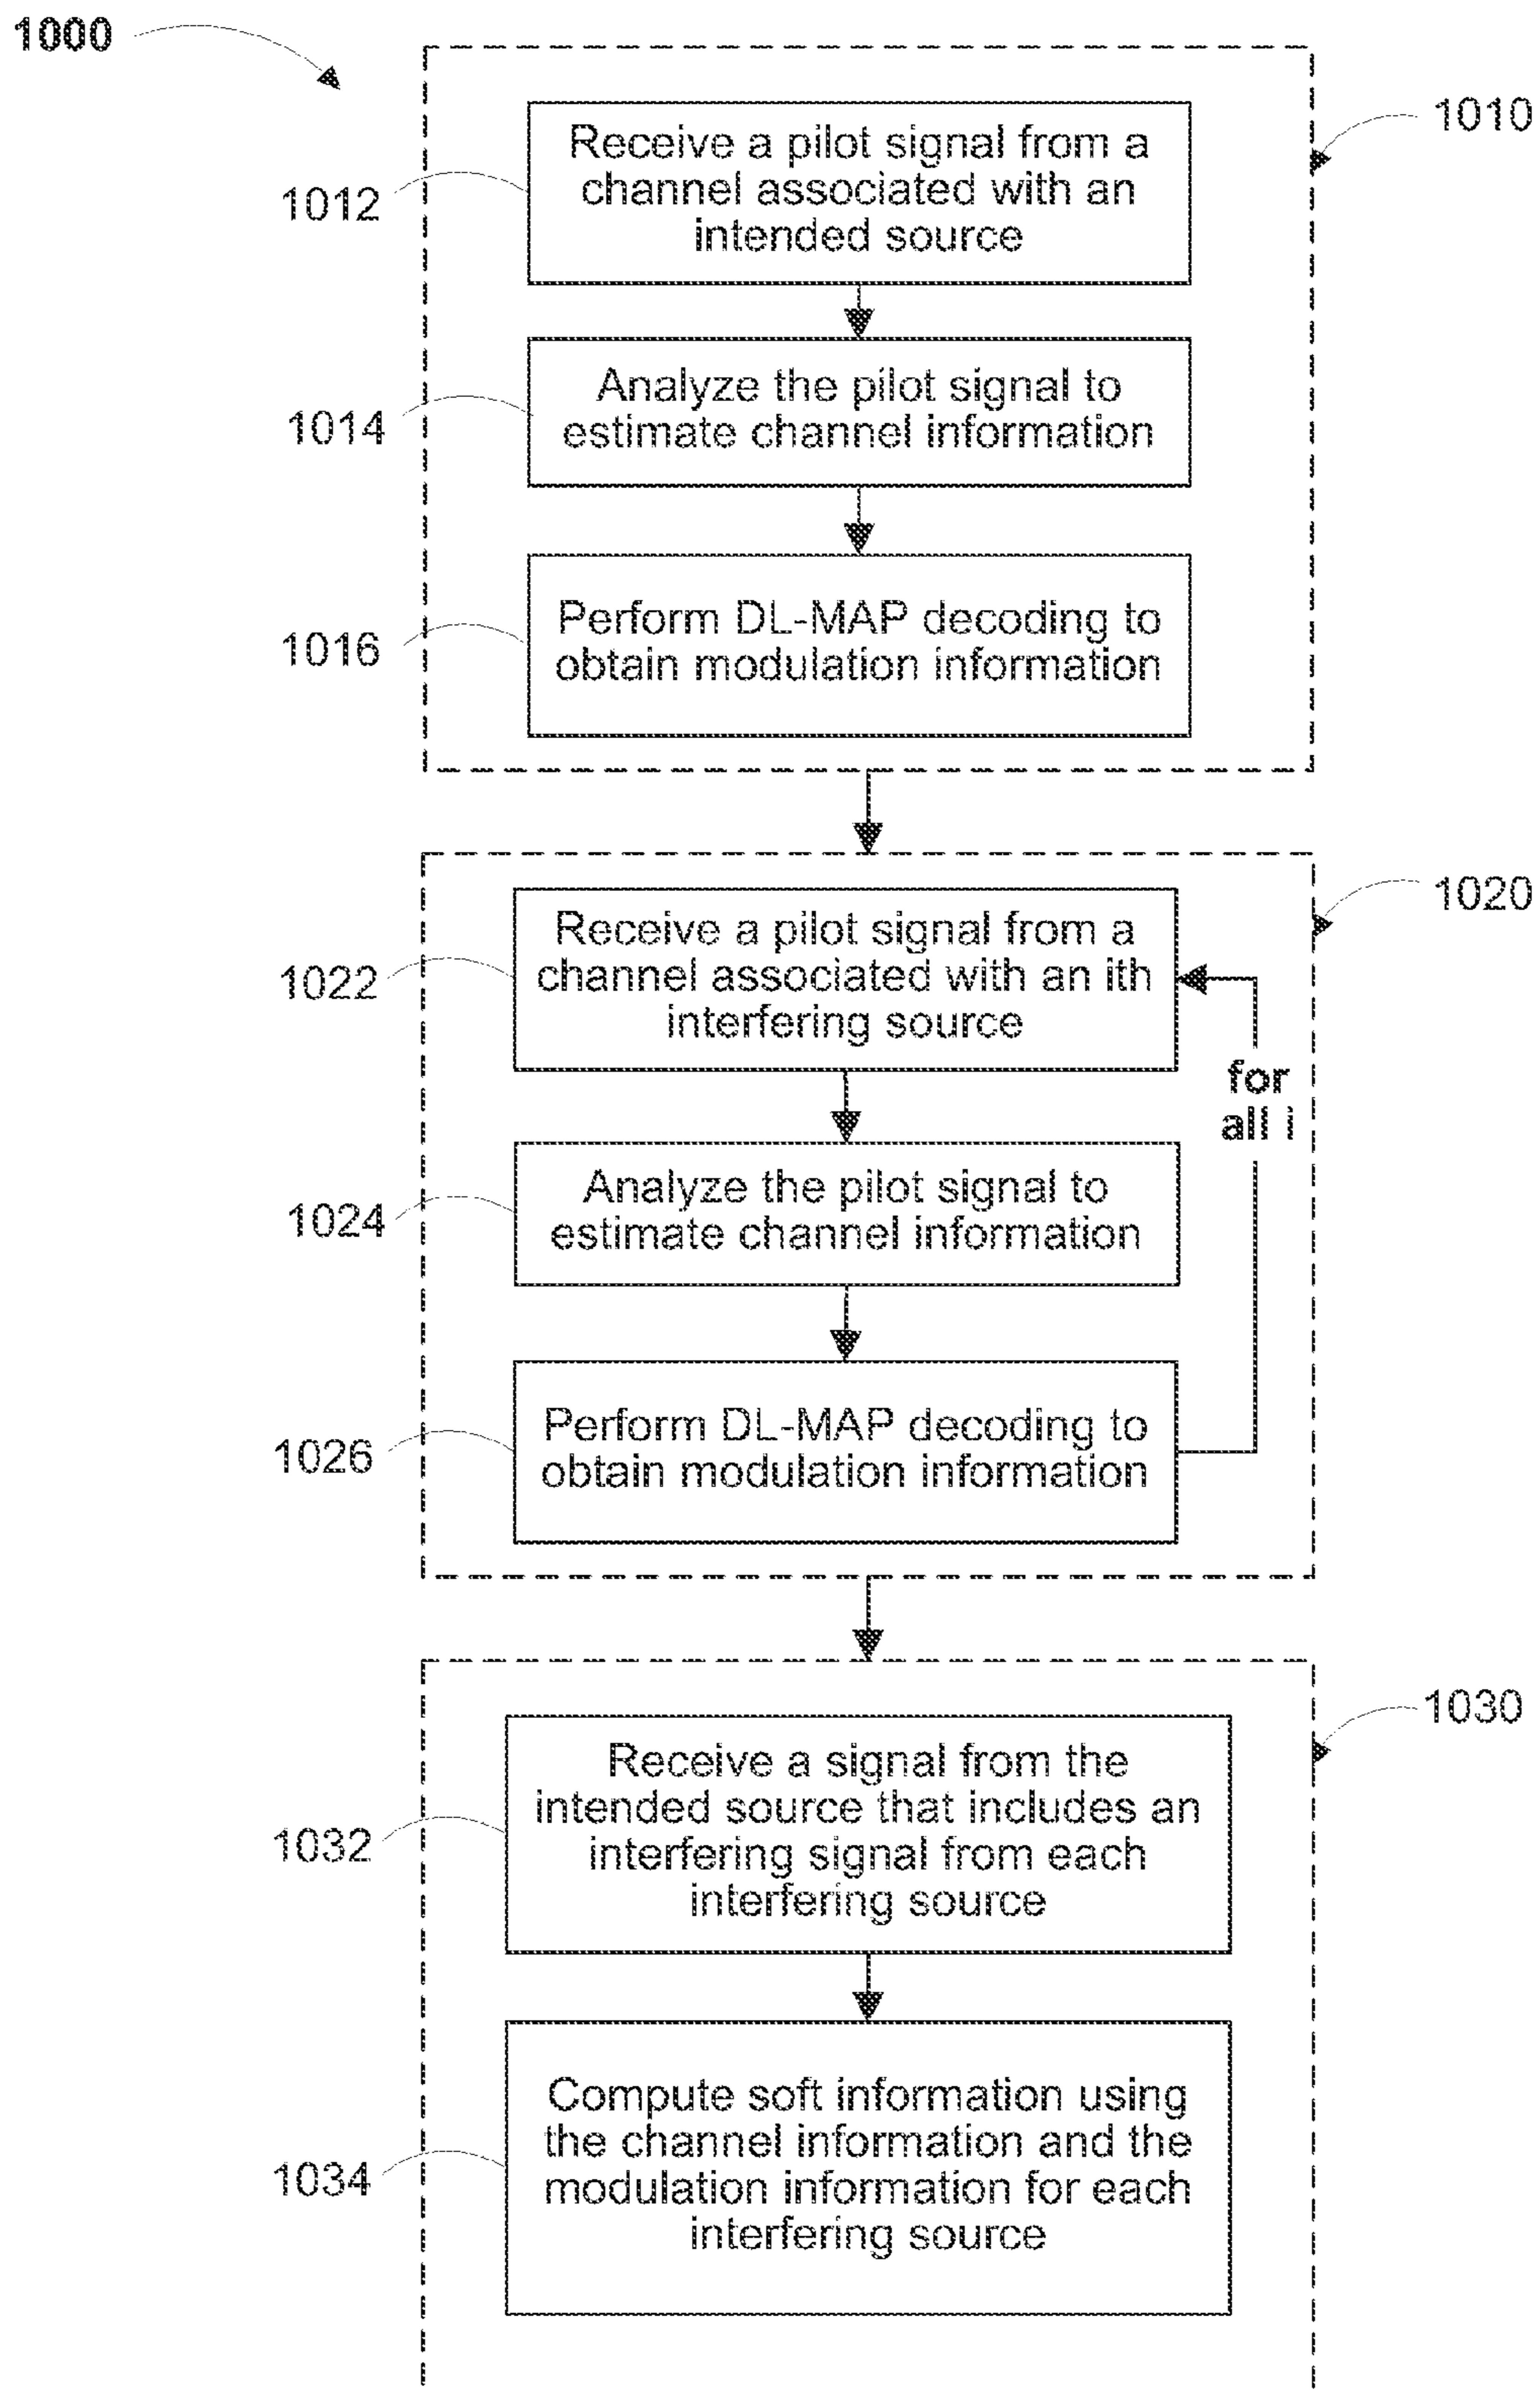 1000
1010
Receive a pilot signal from a
channel associated with an
intended source
1012
Analyze the pilot signal to
estimate channel information
1014
Perform DL-MAP decoding to
obtain modulation information
1016
1020
Receive a pilot signal from a
channel associated with an ith
interfering source
1022
for
all i
Analyze the pilot signal to
estimate channel information
1024
Perform DL-MAP decoding to
obtain modulation information
1026
1030
Receive a signal from the
intended source that includes an
interfering signal from each
interfering source
1032
Compute soft information using
the channel information and the
modulation information for each
interfering source
1034